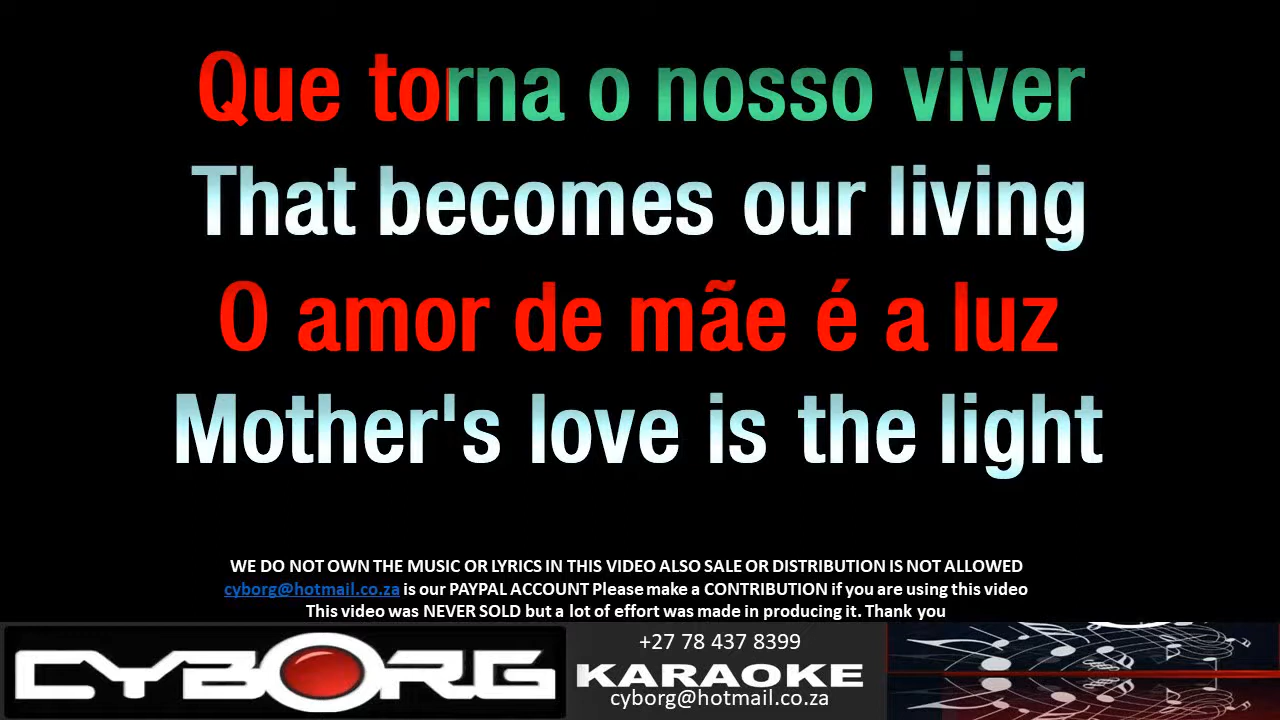 Que torna o nosso viver
That becomes our living
O amor de mãe é a luz
Mother's love is the light
WE DO NOT OWN THE MUSIC OR LYRICS IN THIS VIDEO ALSO SALE OR DISTRIBUTION IS NOT ALLOWED
cyborg@hotmail.co.za is our PAYPAL ACCOUNT Please make a CONTRIBUTION if you are using this video
This video was NEVER SOLD but a lot of effort was made in producing it. Thank you
CYBORG
+27 78 437 8399
KARAOKE
cyborg@hotmail.co.za